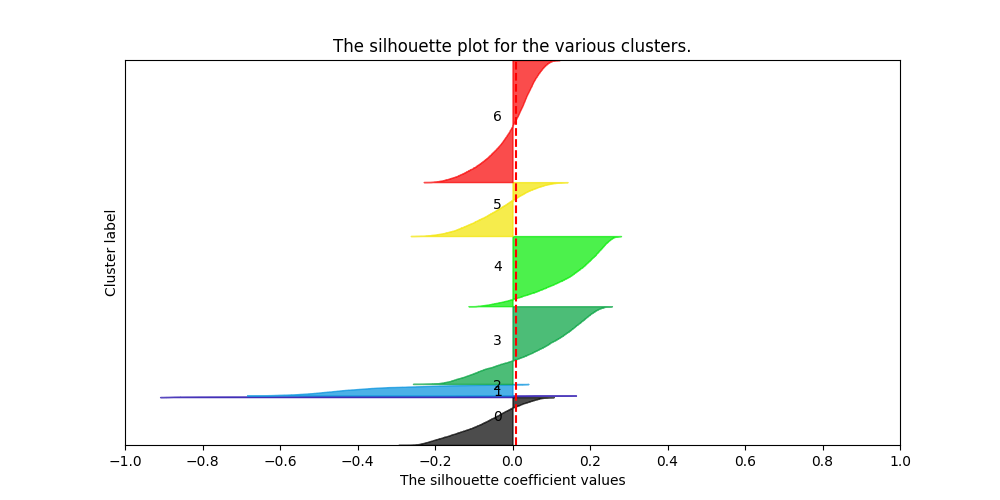 The silhouette plot for the various clusters.
6
5
4
3
2
1
0
Cluster label
−1.0 −0.8 −0.6 −0.4 −0.2 0.0 0.2 0.4 0.6 0.8 1.0
The silhouette coefficient values